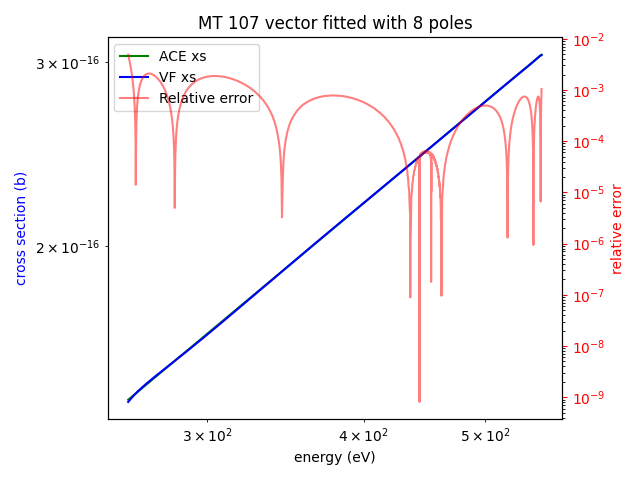 MT 107 vector fitted with 8 poles
ACE xs
VF xs
Relative error
3 × 10⁻¹⁶
2 × 10⁻¹⁶
cross section (b)
10⁻²
10⁻³
10⁻⁴
10⁻⁵
10⁻⁶
10⁻⁷
10⁻⁸
10⁻⁹
relative error
3 × 10² 4 × 10² 5 × 10²
energy (eV)